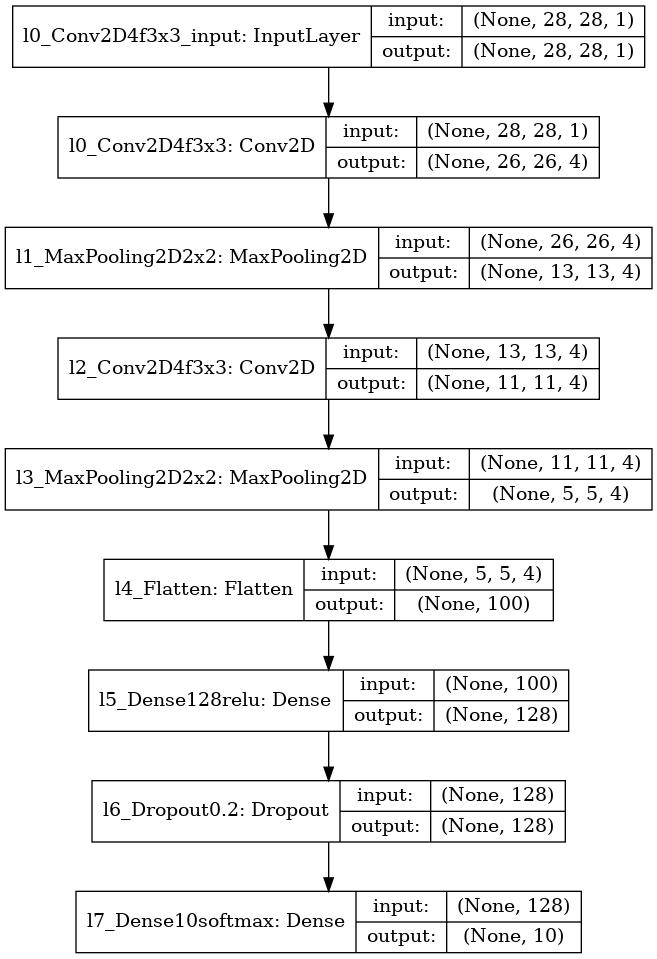 l0_Conv2D4f3x3_input: InputLayer
input: (None, 28, 28, 1)
output: (None, 28, 28, 1)
l0_Conv2D4f3x3: Conv2D
input: (None, 28, 28, 1)
output: (None, 26, 26, 4)
l1_MaxPooling2D2x2: MaxPooling2D
input: (None, 26, 26, 4)
output: (None, 13, 13, 4)
l2_Conv2D4f3x3: Conv2D
input: (None, 13, 13, 4)
output: (None, 11, 11, 4)
l3_MaxPooling2D2x2: MaxPooling2D
input: (None, 11, 11, 4)
output: (None, 5, 5, 4)
l4_Flatten: Flatten
input: (None, 5, 5, 4)
output: (None, 100)
l5_Dense128relu: Dense
input: (None, 100)
output: (None, 128)
l6_Dropout0.2: Dropout
input: (None, 128)
output: (None, 128)
l7_Dense10softmax: Dense
input: (None, 128)
output: (None, 10)